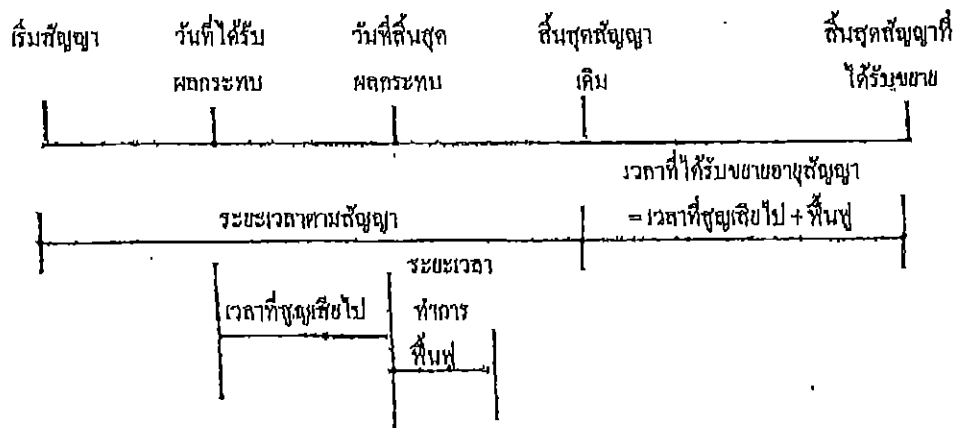 เริ่มสัญญา วันที่ได้รับ วันที่สิ้นสุด สิ้นสุดสัญญา สิ้นสุดสัญญาที่
ผลกระทบ ผลกระทบ เดิม ได้รับขยาย
เวลาที่ได้รับขยายอายุสัญญา
ระยะเวลาตามสัญญา = เวลาที่สูญเสียไป + ฟื้นฟู
ระยะเวลา
เวลาที่สูญเสียไป ทำการ
ฟื้นฟู